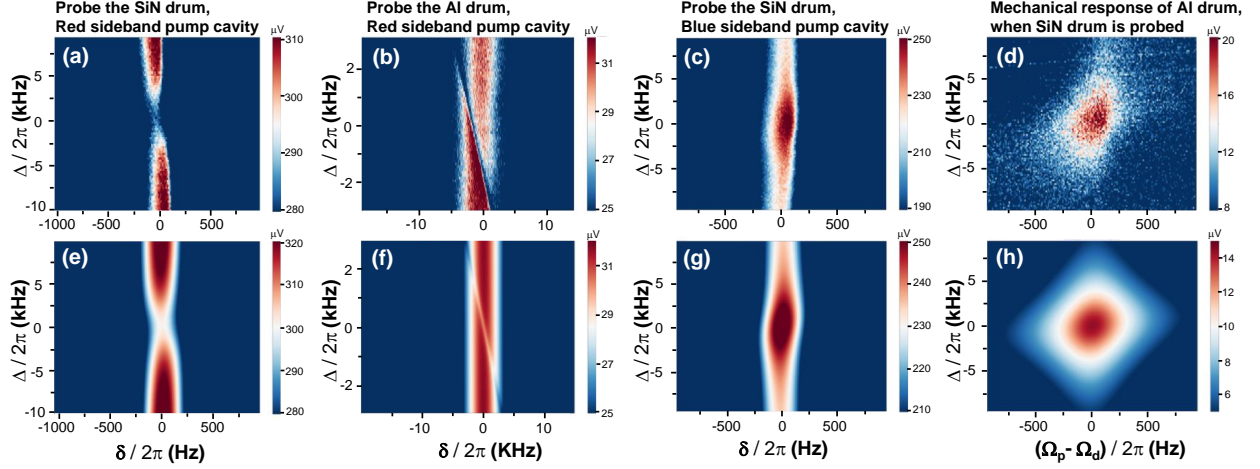 Probe the SiN drum,
Red sideband pump cavity
Probe the Al drum,
Red sideband pump cavity
Probe the SiN drum,
Blue sideband pump cavity
Mechanical response of Al drum,
when SiN drum is probed
(a)
Δ / 2π (kHz)
5
0
-5
-10
-1000 -500 0 500
μV
310
300
290
280
(b)
Δ / 2π (kHz)
2
0
-2
-10 0 10
μV
31
29
27
25
(c)
Δ / 2π (kHz)
5
0
-5
-500 0 500
μV
250
230
210
190
(d)
Δ / 2π (kHz)
5
0
-5
-500 0 500
μV
20
16
12
8
(e)
Δ / 2π (kHz)
5
0
-5
-10
-1000 -500 0 500
δ / 2π (Hz)
μV
320
310
300
290
280
(f)
Δ / 2π (kHz)
2
0
-2
-10 0 10
δ / 2π (KHz)
μV
31
29
27
25
(g)
Δ / 2π (kHz)
5
0
-5
-500 0 500
δ / 2π (Hz)
μV
250
240
230
220
210
(h)
Δ / 2π (kHz)
5
0
-5
-500 0 500
(Ωp- Ωd) / 2π (Hz)
μV
14
12
10
8
6